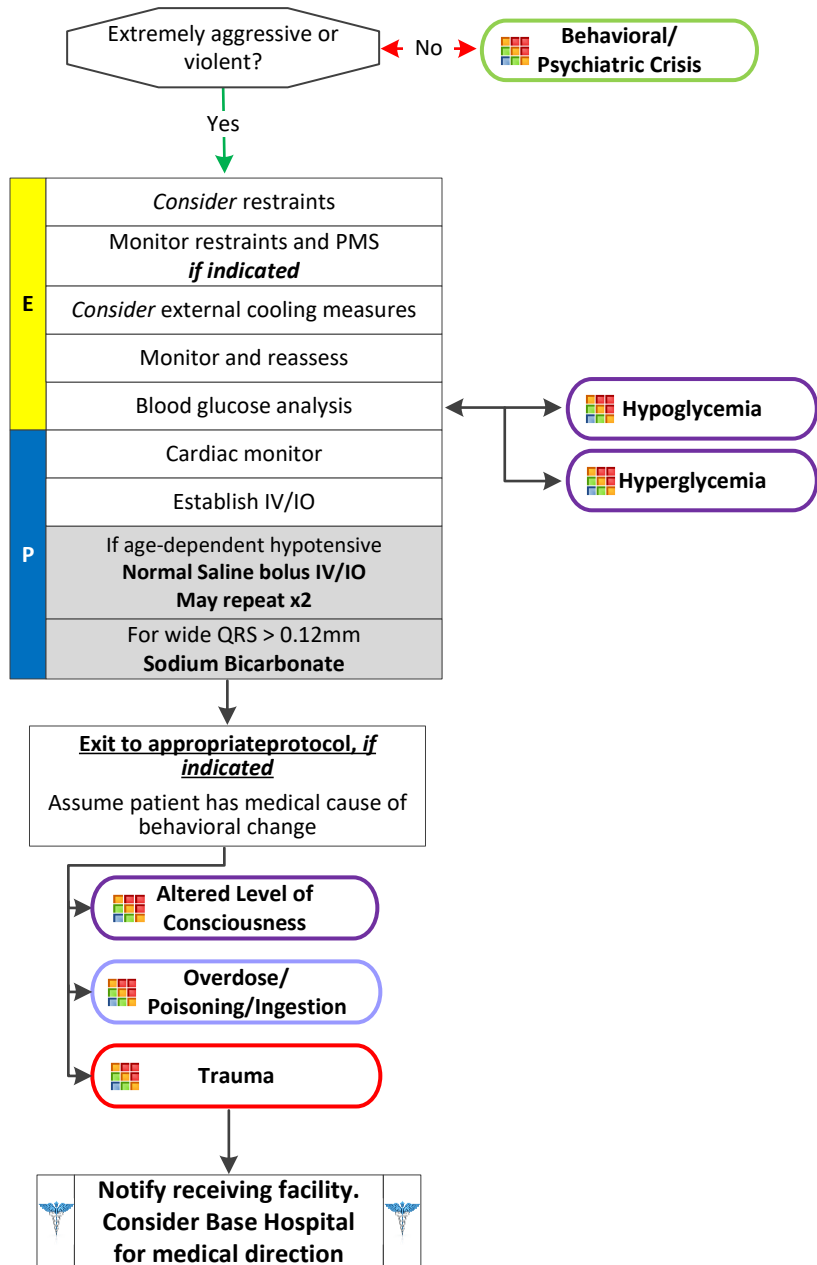 Extremely aggressive or
violent?
No
Behavioral/
Psychiatric Crisis
Yes
E
Consider restraints
Monitor restraints and PMS
if indicated
Consider external cooling measures
Monitor and reassess
Blood glucose analysis
Hypoglycemia
Hyperglycemia
P
Cardiac monitor
Establish IV/IO
If age-dependent hypotensive
Normal Saline bolus IV/IO
May repeat x2
For wide QRS > 0.12mm
Sodium Bicarbonate
Exit to appropriateprotocol, if
indicated
Assume patient has medical cause of
behavioral change
Altered Level of
Consciousness
Overdose/
Poisoning/Ingestion
Trauma
Notify receiving facility.
Consider Base Hospital
for medical direction